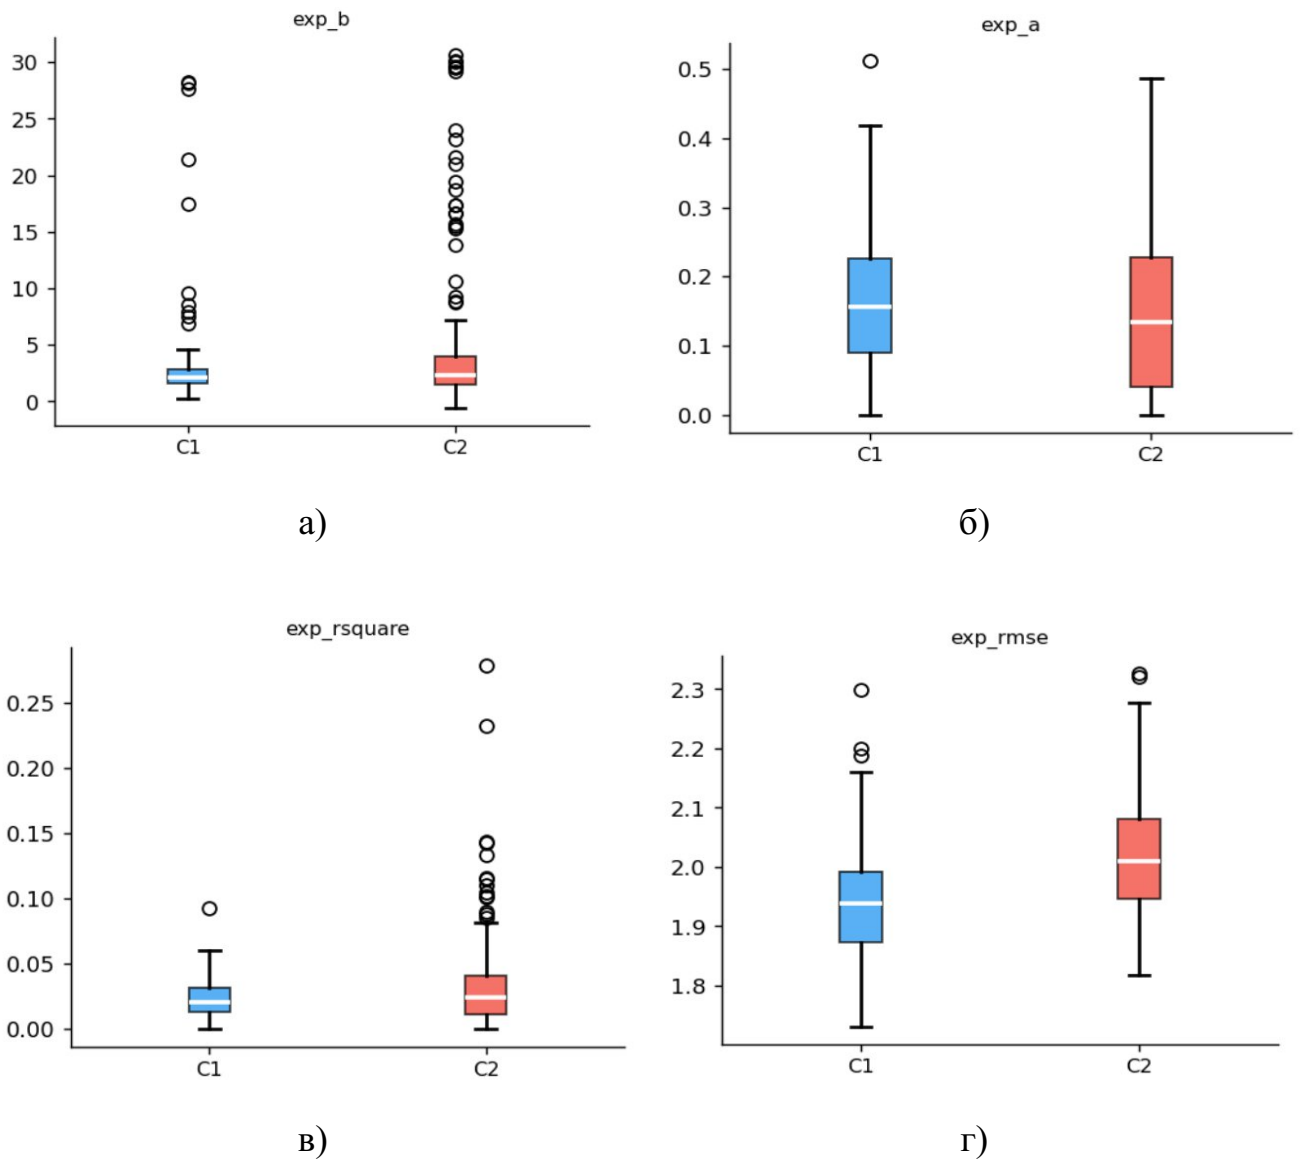 exp_b
30
25
20
15
10
5
0
C1 C2
а)
exp_a
0.5
0.4
0.3
0.2
0.1
0.0
C1 C2
б)
exp_rsquare
0.25
0.20
0.15
0.10
0.05
0.00
C1 C2
в)
exp_rmse
2.3
2.2
2.1
2.0
1.9
1.8
C1 C2
г)